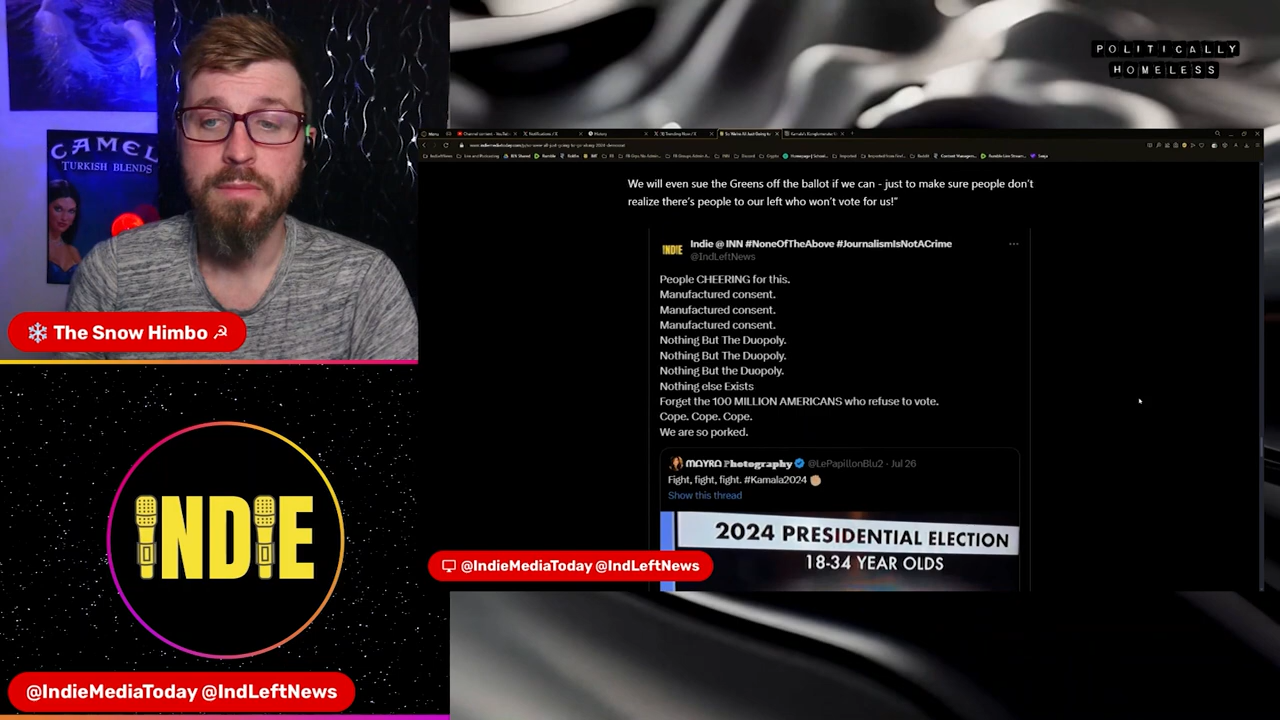 POLITICALLY
HOMELESS
CAMEL
TURKISH BLENDS
❄ The Snow Himbo ☭
We will even sue the Greens off the ballot if we can - just to make sure people don't
realize there's people to our left who won't vote for us!"
INDIE
Indie @ INN #NoneOfTheAbove #JournalismIsNotACrime
@IndLeftNews
People CHEERING for this.
Manufactured consent.
Manufactured consent.
Manufactured consent.
Nothing But The Duopoly.
Nothing But The Duopoly.
Nothing But the Duopoly.
Nothing else Exists
Forget the 100 MILLION AMERICANS who refuse to vote.
Cope. Cope. Cope.
We are so porked.
MAYRA Photography @LePapillonBlu2 · Jul 26
Fight, fight, fight. #Kamala2024
Show this thread
2024 PRESIDENTIAL ELECTION
18-34 YEAR OLDS
@IndieMediaToday @IndLeftNews
INDIE
@IndieMediaToday @IndLeftNews